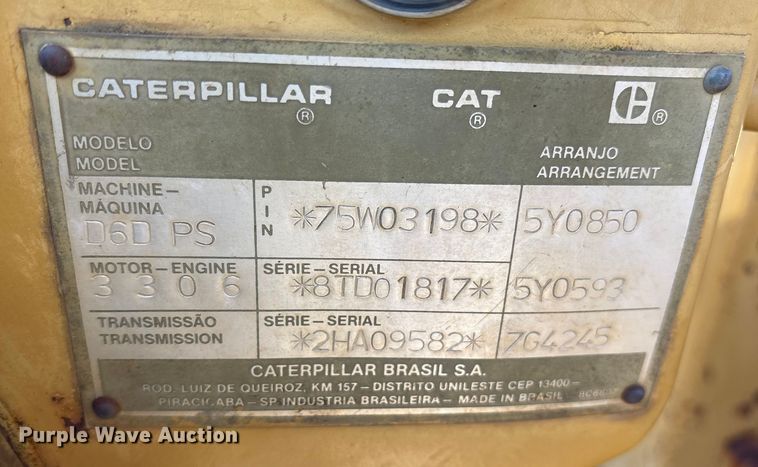 CATERPILLAR ® CAT ® C ®
MODELO
MODEL
ARRANJO
ARRANGEMENT
MACHINE-
MÁQUINA
D6D PS
PIN
*75W03198*
5Y0850
MOTOR-ENGINE
3306
SÉRIE-SERIAL
*8TD01817*
5Y0593
TRANSMISSÃO
TRANSMISSION
SÉRIE-SERIAL
*2HA09582*
7G4245
CATERPILLAR BRASIL S.A.
ROD. LUIZ DE QUEIROZ, KM 157 - DISTRITO UNILESTE CEP 13400-
PIRACICABA - SP INDÚSTRIA BRASILEIRA - MADE IN BRASIL
Purple Wave Auction